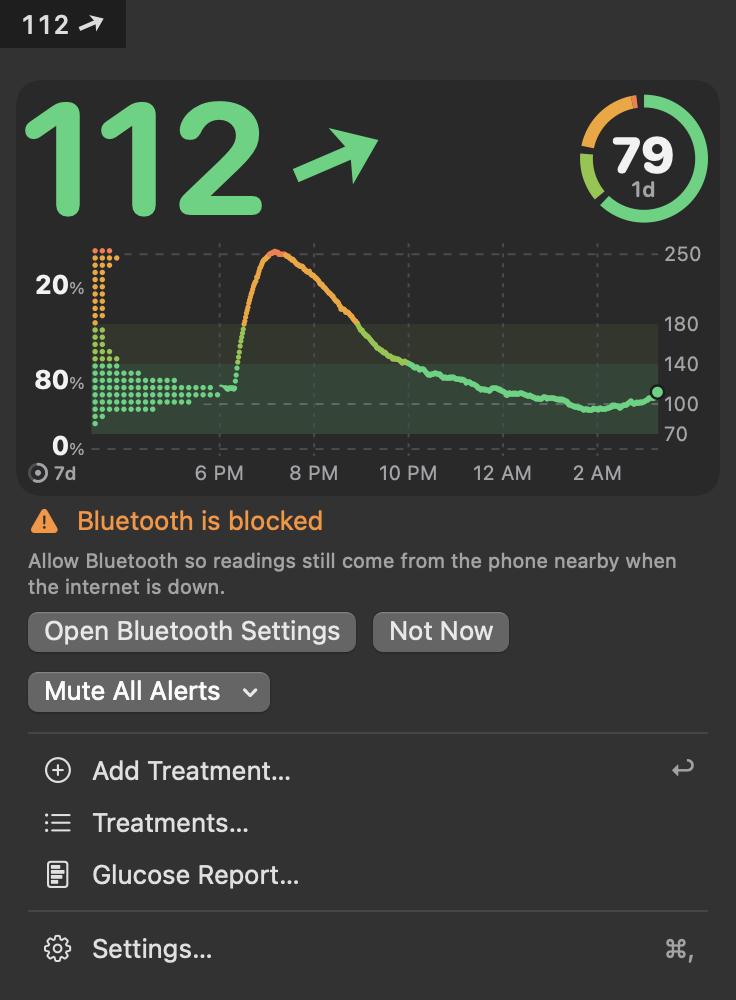 112
112
79
1d
250
20%
180
140
80%
100
70
0%
7d
6 PM 8 PM 10 PM 12 AM 2 AM
Bluetooth is blocked
Allow Bluetooth so readings still come from the phone nearby when
the internet is down.
Open Bluetooth Settings Not Now
Mute All Alerts
Add Treatment...
Treatments...
Glucose Report...
Settings... ⌘,